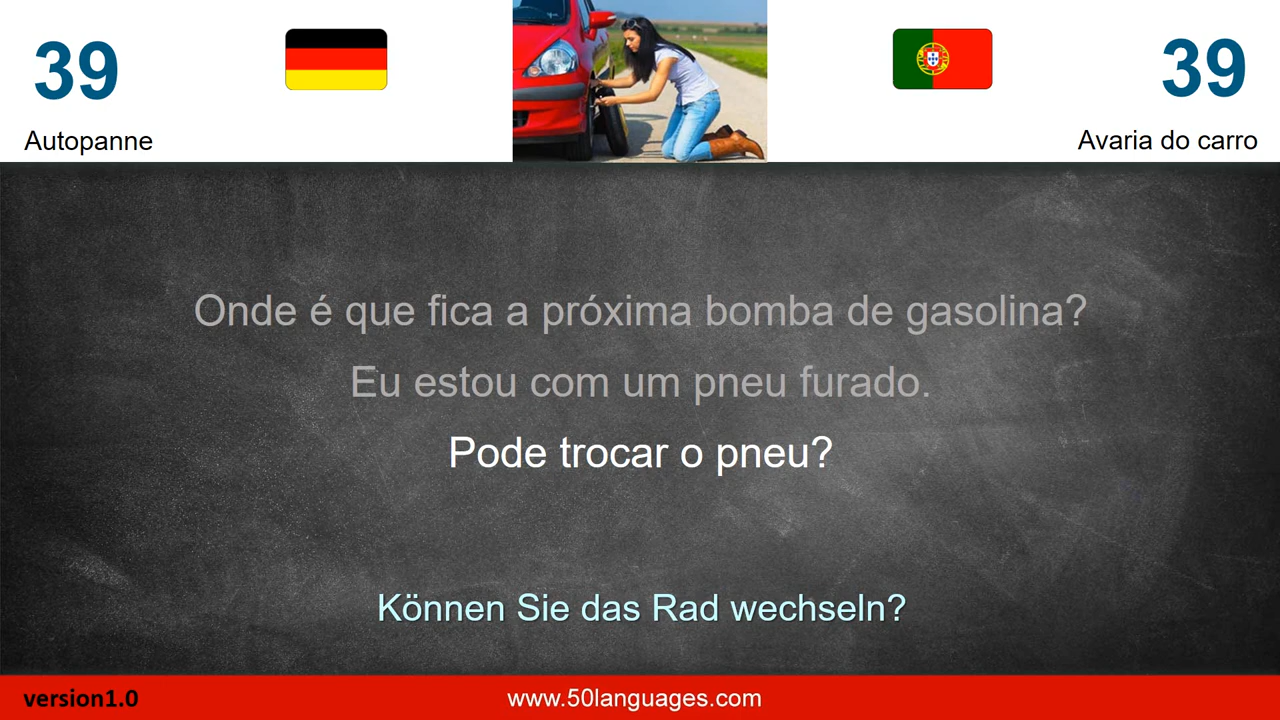 39
39
Autopanne
Avaria do carro
Onde é que fica a próxima bomba de gasolina?
Eu estou com um pneu furado.
Pode trocar o pneu?
Können Sie das Rad wechseln?
version1.0
www.50languages.com